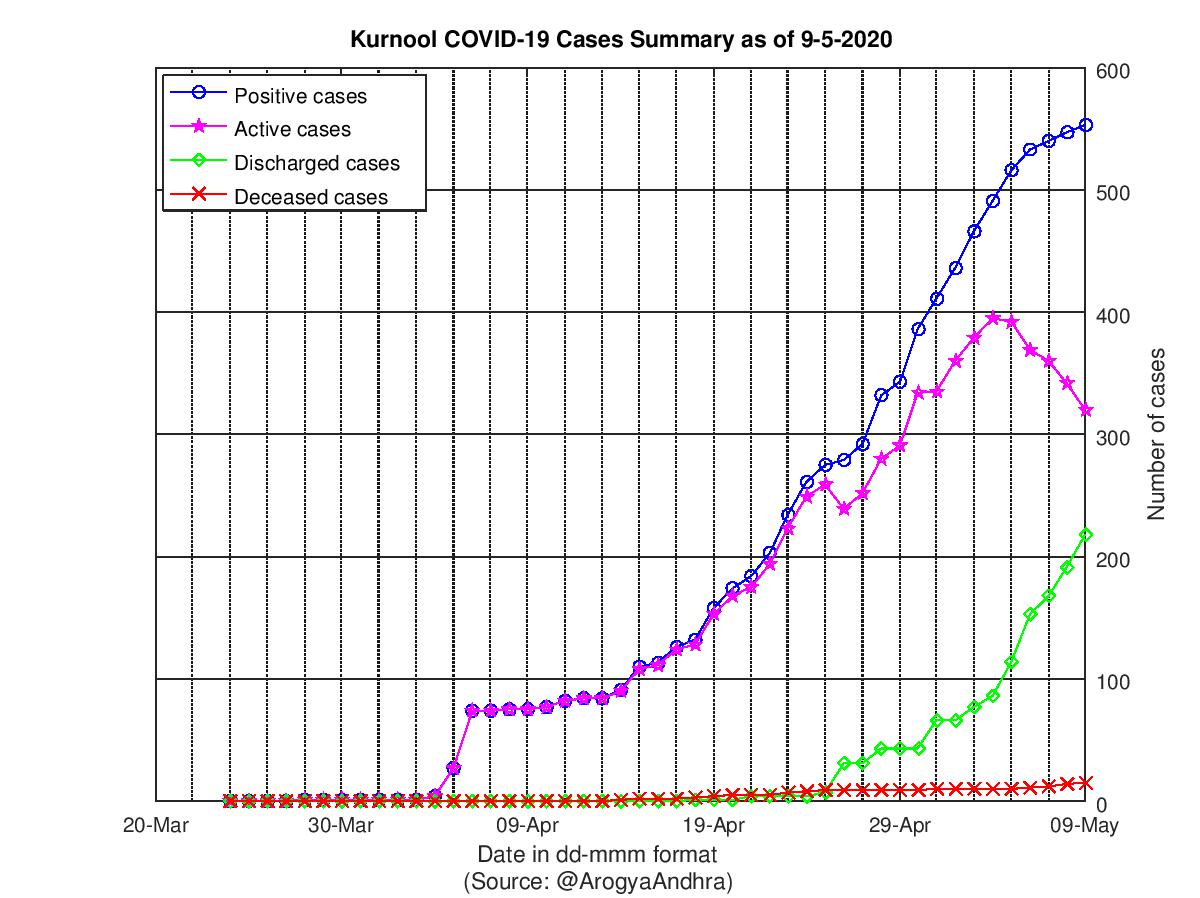 Kurnool COVID-19 Cases Summary as of 9-5-2020
Positive cases
Active cases
Discharged cases
Deceased cases
600
500
400
300
200
100
0
Number of cases
20-Mar
30-Mar
09-Apr
19-Apr
29-Apr
09-May
Date in dd-mmm format
(Source: @ArogyaAndhra)